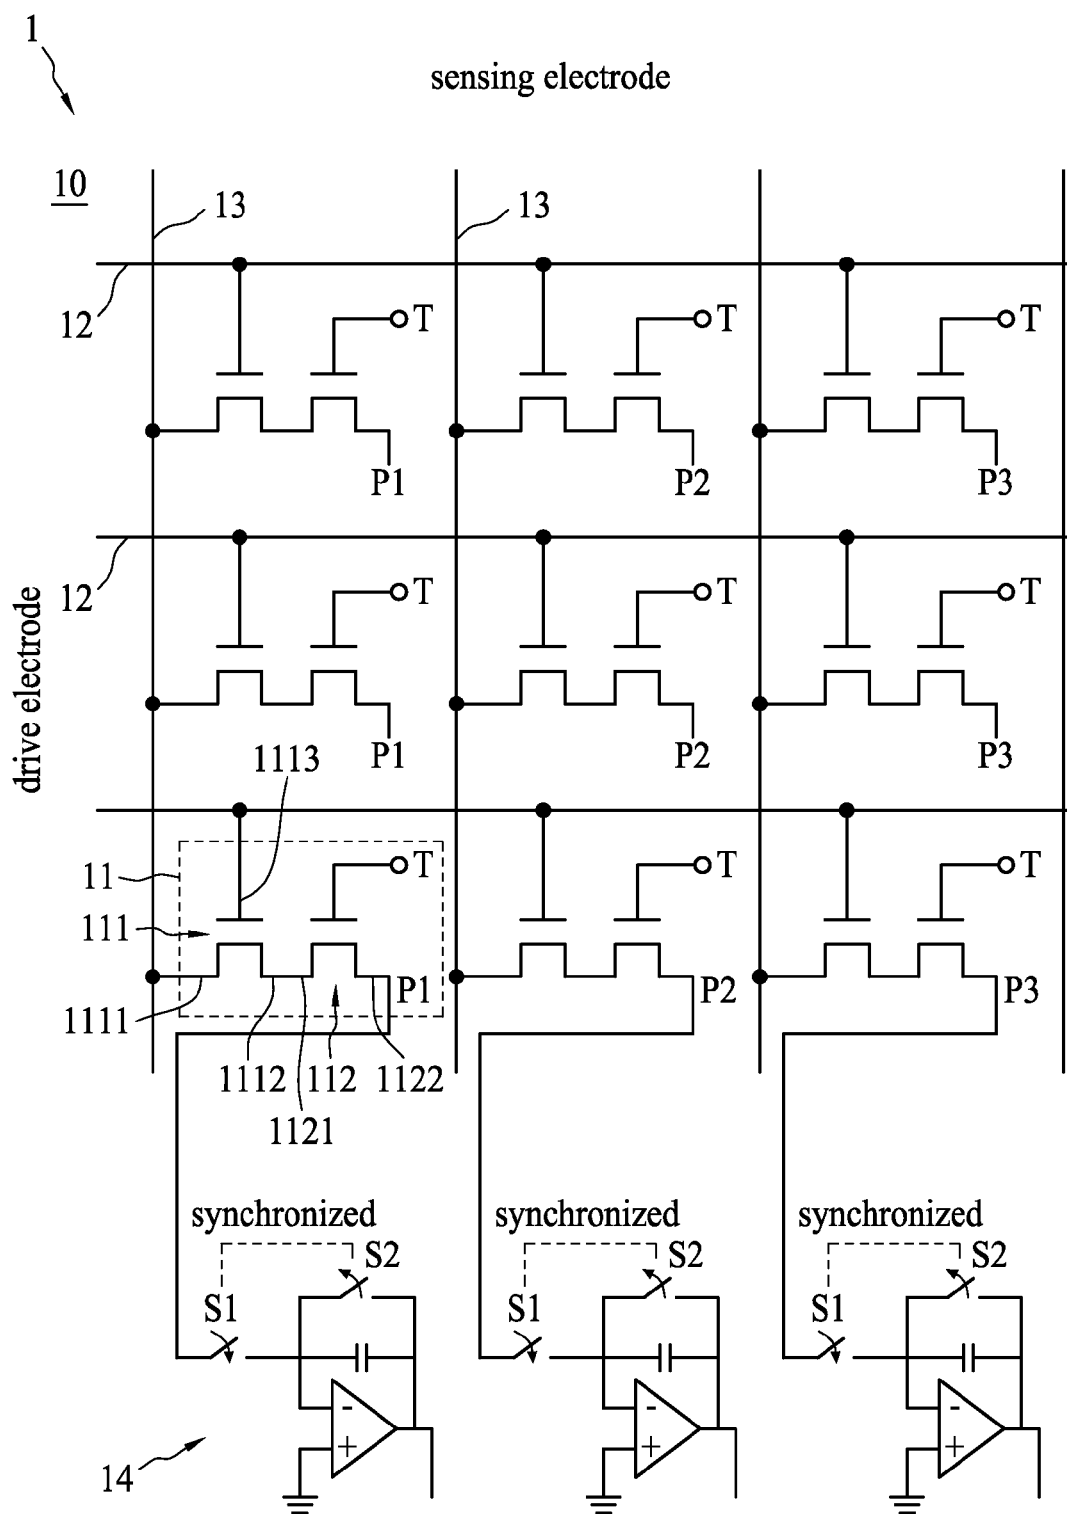 1
sensing electrode
10
13 13
12
T T T
P1 P2 P3
12
T T T
drive electrode
P1 P2 P3
1113
11 T T T
111
P1 P2 P3
1111
1112 112 1122
1121
synchronized synchronized synchronized
S2 S2 S2
S1 S1 S1
- - -
+ + +
14